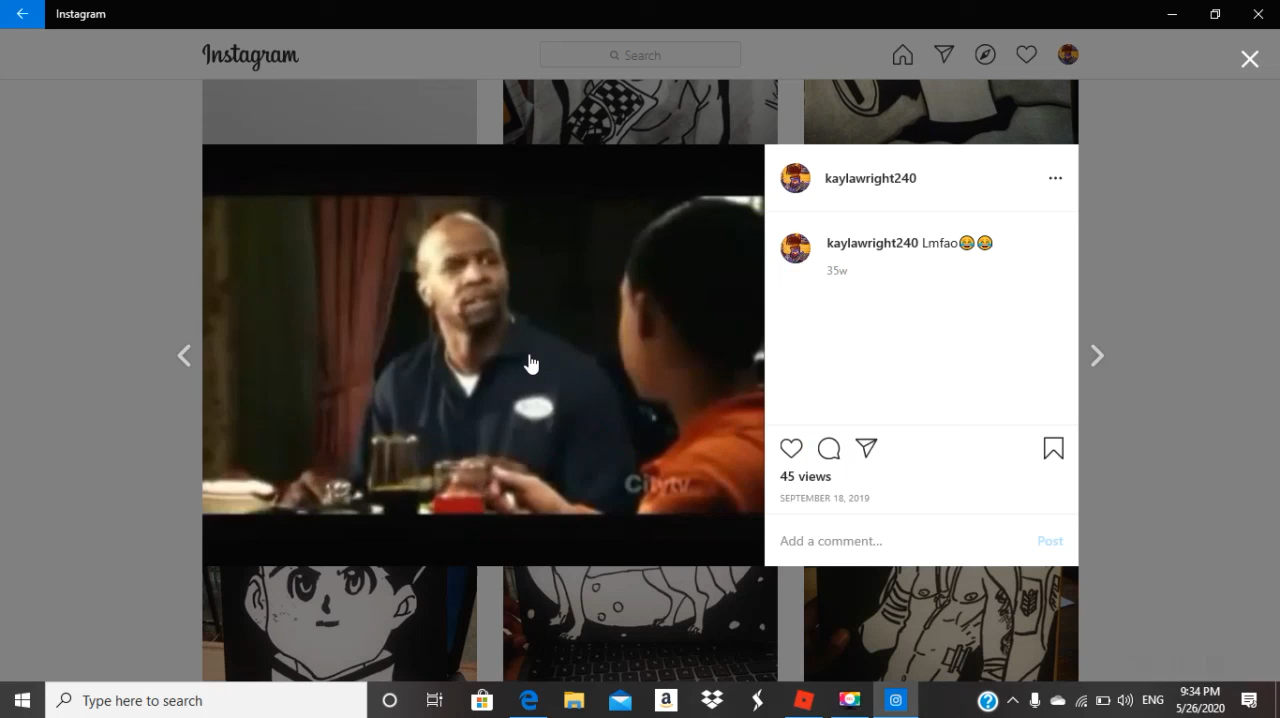 Instagram
Instagram
Search
kaylawright240
kaylawright240 Lmfao😂😂
35w
Citytv
45 views
SEPTEMBER 18, 2019
Add a comment... Post
Type here to search
ENG
9:34 PM
5/26/2020